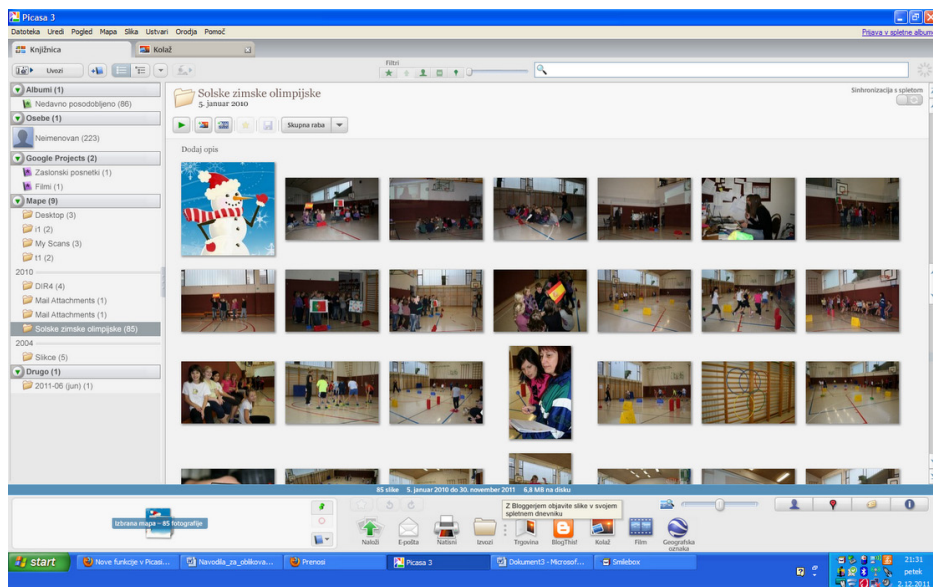 Picasa 3
Datoteka Uredi Pogled Mapa Slika Ustvari Orodja Pomoč
Prijava v spletne album
Knjižnica
Kolaž
Uvozi
Filtri
Albumi (1)
Nedavno posodobljeno (86)
Osebe (1)
Neimenovan (223)
Google Projects (2)
Zaslonski posnetki (1)
Filmi (1)
Mape (9)
Desktop (3)
i1 (2)
My Scans (3)
t1 (2)
2010
DIR4 (4)
Mail Attachments (1)
Mail Attachments (1)
Solske zimske olimpijske (85)
2004
Slikce (5)
Drugo (1)
2011-06 (jun) (1)
Solske zimske olimpijske
5. januar 2010
Sinhronizacija s spletom
Skupna raba
Dodaj opis
85 slike 5. januar 2010 do 30. november 2011 6,8 MB na disku
Izbrana mapa – 85 fotografije
Z Bloggerjem objavite slike v svojem
spletnem dnevniku
Naloži E-pošta Natisni Izvozi Trgovina BlogThis! Kolaž Film Geografska
oznaka
start
Nove funkcije v Picasi...
Navodila_za_oblikova...
Prenosi
Picasa 3
Dokument3 - Microsof...
Smilebox
21:31
petek
2.12.2011